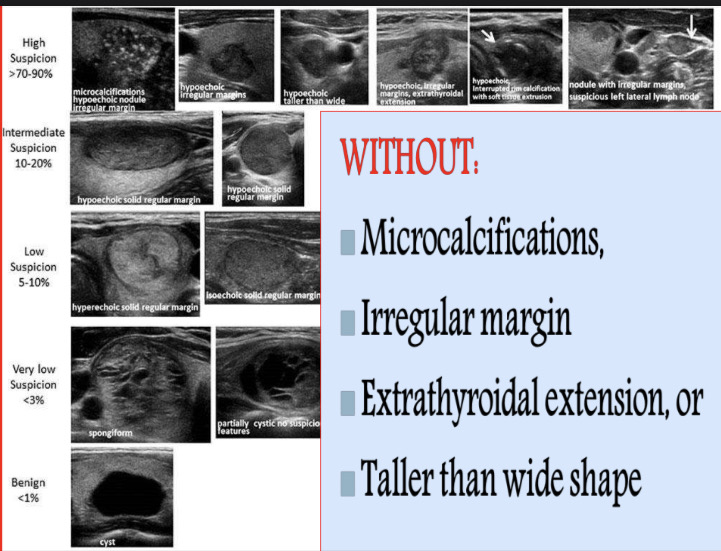 High
Suspicion
>70-90%
microcalcifications
hypoechoic nodule
irregular margin
hypoechoic
irregular margins
hypoechoic
taller than wide
hypoechoic, irregular
margins, extrathyroidal
extension
hypoechoic,
Interrupted rim calcification
with soft tissue extrusion
nodule with irregular margins,
suspicious left lateral lymph node
Intermediate
Suspicion
10-20%
hypoechoic solid regular margin
hypoechoic solid
regular margin
WITHOUT:
Microcalcifications,
Irregular margin
Extrathyroidal extension, or
Taller than wide shape
Low
Suspicion
5-10%
hyperechoic solid regular margin
isoechoic solid regular margin
Very low
Suspicion
<3%
spongiform
partially cystic no suspicio
features
Benign
<1%
cyst